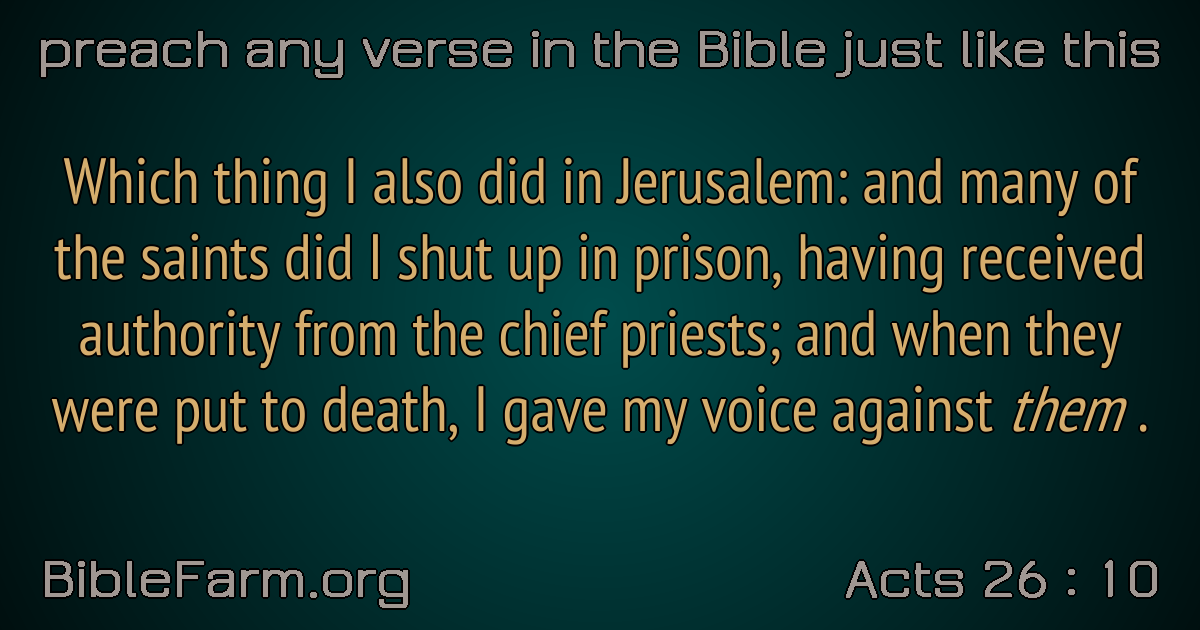 preach any verse in the Bible just like this
Which thing I also did in Jerusalem: and many of
the saints did I shut up in prison, having received
authority from the chief priests; and when they
were put to death, I gave my voice against them .
BibleFarm.org
Acts 26 : 10